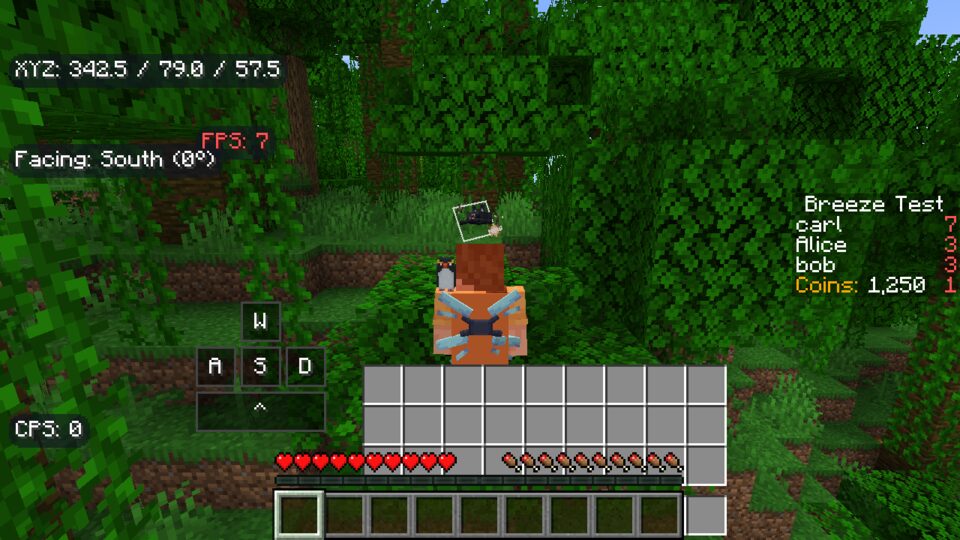 XYZ: 342.5 / 79.0 / 57.5
FPS: 7
Facing: South (0°)
Breeze Test
carl 7
Alice 3
bob 3
Coins: 1,250 1
W
A S D
^
CPS: 0